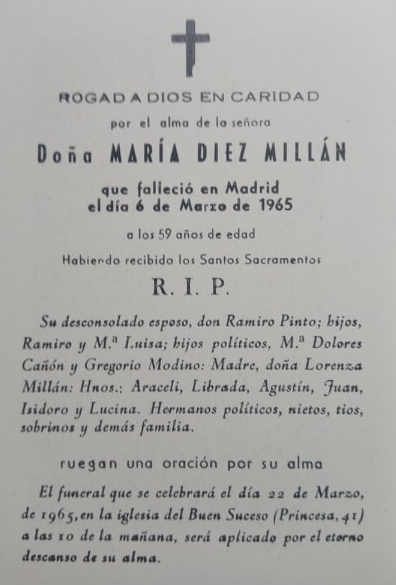 ROGAD A DIOS EN CARIDAD
por el alma de la señora
Doña MARÍA DIEZ MILLÁN
que falleció en Madrid
el día 6 de Marzo de 1965
a los 59 años de edad
Habiendo recibido los Santos Sacramentos
R. I. P.
Su desconsolado esposo, don Ramiro Pinto; hijos,
Ramiro y M.ª Luisa; hijos políticos, M.ª Dolores
Cañón y Gregorio Modino: Madre, doña Lorenza
Millán: Hnos.: Araceli, Librada, Agustín, Juan,
Isidoro y Lucina. Hermanos políticos, nietos, tios,
sobrinos y demás familia.
ruegan una oración por su alma
El funeral que se celebrará el día 22 de Marzo,
de 1965, en la iglesia del Buen Suceso (Princesa, 41)
a las 10 de la mañana, será aplicado por el eterno
descanso de su alma.